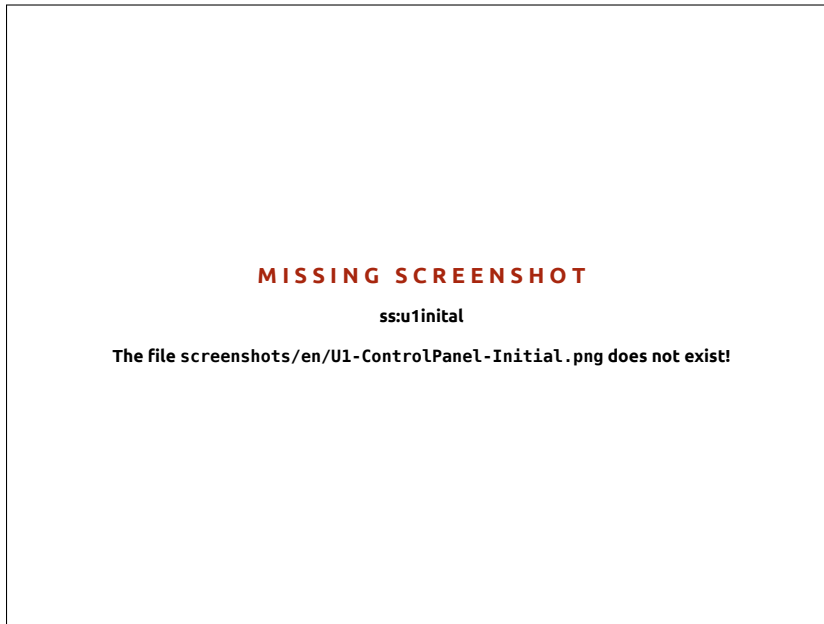 MISSING SCREENSHOT
ss:u1inital
The file screenshots/en/U1-ControlPanel-Initial.png does not exist!